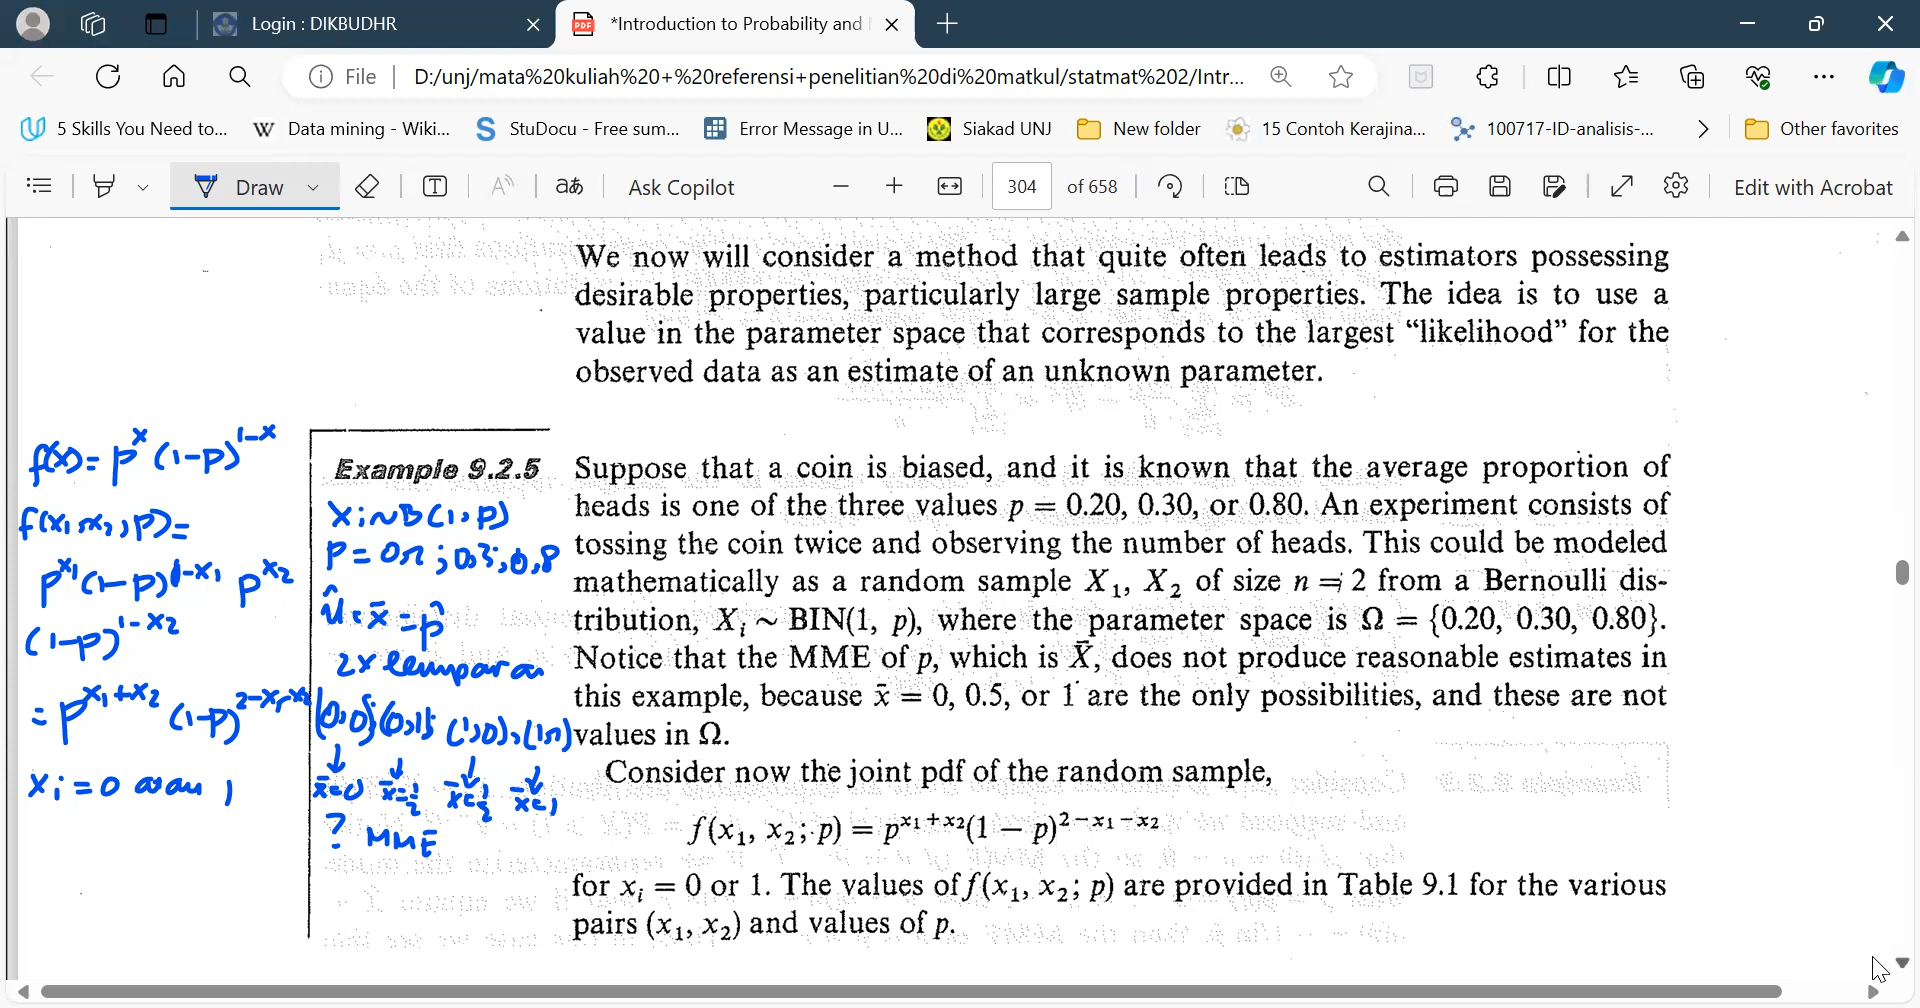 Login : DIKBUDHR
*Introduction to Probability and
File
D:/unj/mata%20kuliah%20+%20referensi+penelitian%20di%20matkul/statmat%202/Intr...
5 Skills You Need to...
W Data mining - Wiki...
S StuDocu - Free sum...
Error Message in U...
Siakad UNJ
New folder
15 Contoh Kerajina...
100717-ID-analisis-...
Other favorites
Draw
Ask Copilot
304 of 658
Edit with Acrobat
We now will consider a method that quite often leads to estimators possessing
desirable properties, particularly large sample properties. The idea is to use a
value in the parameter space that corresponds to the largest “likelihood” for the
observed data as an estimate of an unknown parameter.
f(x)= p^x (1-p)^1-x
f(x1,x2;p)=
p^x1 (1-p)^1-x1 p^x2
(1-p)^1-x2
= p^x1+x2 (1-p)^2-x1-x2
xi = 0 atau 1
Example 9.2.5
Xi~B(1,p)
p = 0,2 ; 0,3; 0,8
û = x̄ = p̂
2x lemparan
(0,0); (0,1); (1,0), (1,1)
↓ ↓ ↓ ↓
x̄=0 x̄=1/2 x̄=1/2 x̄=1
? MME
Suppose that a coin is biased, and it is known that the average proportion of
heads is one of the three values p = 0.20, 0.30, or 0.80. An experiment consists of
tossing the coin twice and observing the number of heads. This could be modeled
mathematically as a random sample X₁, X₂ of size n = 2 from a Bernoulli dis-
tribution, Xᵢ ~ BIN(1, p), where the parameter space is Ω = {0.20, 0.30, 0.80}.
Notice that the MME of p, which is X̄, does not produce reasonable estimates in
this example, because x̄ = 0, 0.5, or 1 are the only possibilities, and these are not
values in Ω.
Consider now the joint pdf of the random sample,
f(x₁, x₂; p) = p^x₁+x₂(1 − p)^2−x₁−x₂
for xᵢ = 0 or 1. The values of f(x₁, x₂; p) are provided in Table 9.1 for the various
pairs (x₁, x₂) and values of p.